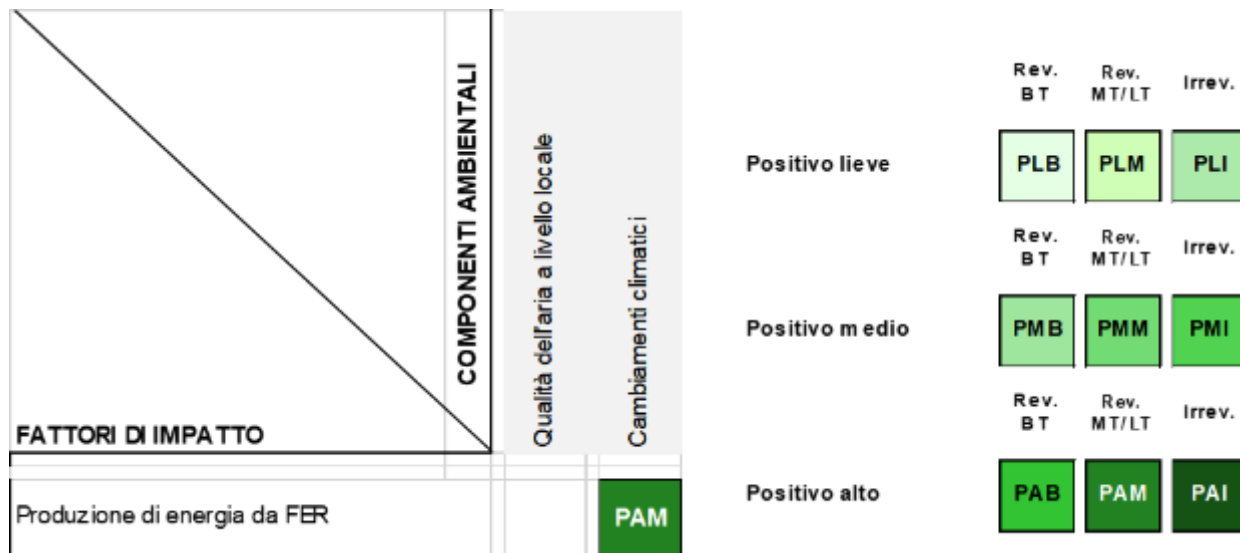 COMPONENTI AMBIENTALI
Qualità dell'aria a livello locale
Cambiamenti climatici
FATTORI DI IMPATTO
Produzione di energia da FER
PAM
Rev.
BT
Rev.
MT/LT
Irrev.
Positivo lieve
PLB
PLM
PLI
Rev.
BT
Rev.
MT/LT
Irrev.
Positivo medio
PMB
PMM
PMI
Rev.
BT
Rev.
MT/LT
Irrev.
Positivo alto
PAB
PAM
PAI